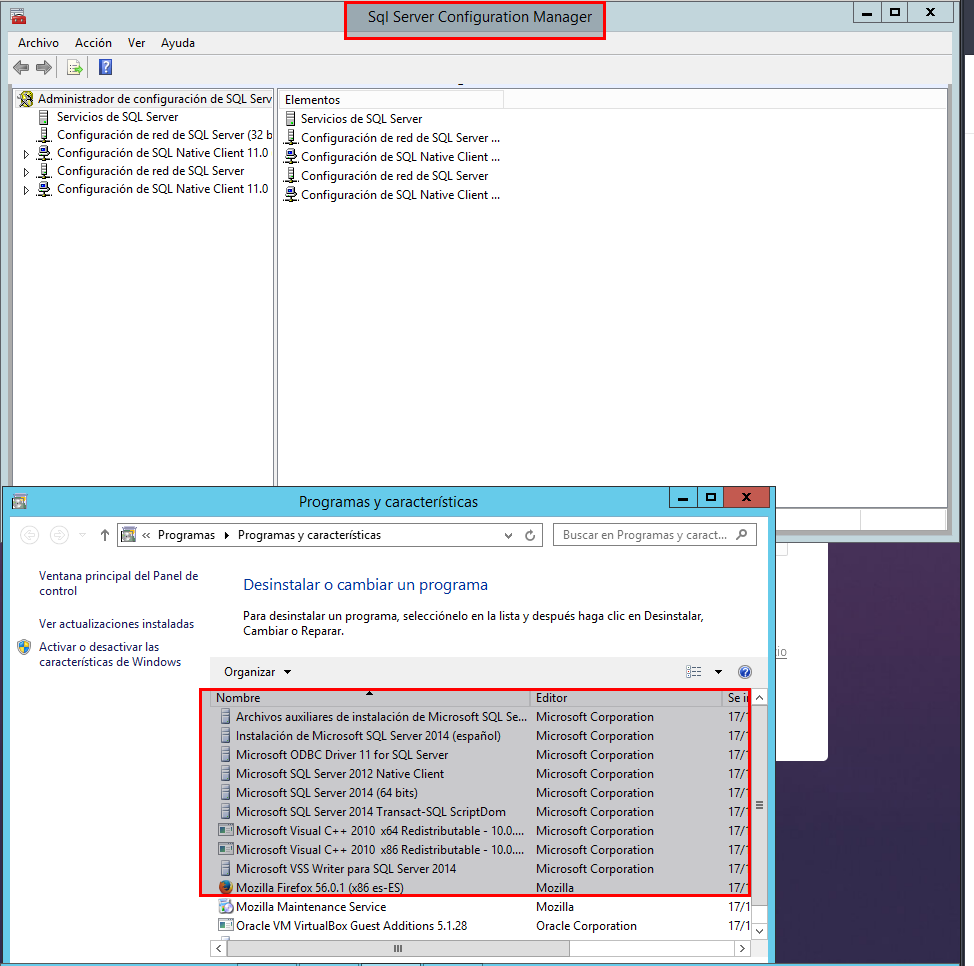 Sql Server Configuration Manager
Archivo Acción Ver Ayuda
Administrador de configuración de SQL Serv
Servicios de SQL Server
Configuración de red de SQL Server (32 b
Configuración de SQL Native Client 11.0
Configuración de red de SQL Server
Configuración de SQL Native Client 11.0
Elementos
Servicios de SQL Server
Configuración de red de SQL Server ...
Configuración de SQL Native Client ...
Configuración de red de SQL Server
Configuración de SQL Native Client ...
Programas y características
« Programas Programas y características
Buscar en Programas y caract...
Ventana principal del Panel de
control
Ver actualizaciones instaladas
Activar o desactivar las
características de Windows
Desinstalar o cambiar un programa
Para desinstalar un programa, selecciónelo en la lista y después haga clic en Desinstalar,
Cambiar o Reparar.
Organizar
Nombre Editor Se in
Archivos auxiliares de instalación de Microsoft SQL Se... Microsoft Corporation 17/1
Instalación de Microsoft SQL Server 2014 (español) Microsoft Corporation 17/1
Microsoft ODBC Driver 11 for SQL Server Microsoft Corporation 17/1
Microsoft SQL Server 2012 Native Client Microsoft Corporation 17/1
Microsoft SQL Server 2014 (64 bits) Microsoft Corporation 17/1
Microsoft SQL Server 2014 Transact-SQL ScriptDom Microsoft Corporation 17/1
Microsoft Visual C++ 2010 x64 Redistributable - 10.0.... Microsoft Corporation 17/1
Microsoft Visual C++ 2010 x86 Redistributable - 10.0.... Microsoft Corporation 17/1
Microsoft VSS Writer para SQL Server 2014 Microsoft Corporation 17/1
Mozilla Firefox 56.0.1 (x86 es-ES) Mozilla 17/1
Mozilla Maintenance Service Mozilla 17/1
Oracle VM VirtualBox Guest Additions 5.1.28 Oracle Corporation 17/1